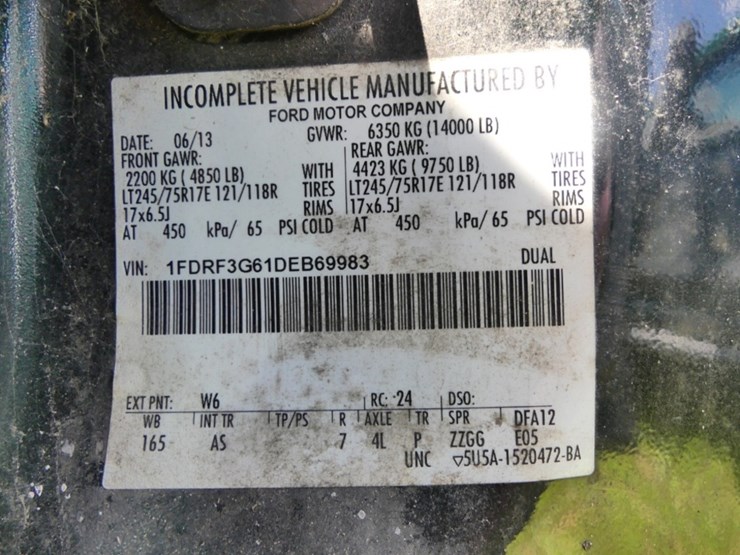 INCOMPLETE VEHICLE MANUFACTURED BY
FORD MOTOR COMPANY
DATE: 06/13 GVWR: 6350 KG (14000 LB)
FRONT GAWR: REAR GAWR:
2200 KG ( 4850 LB) WITH 4423 KG ( 9750 LB) WITH
LT245/75R17E 121/118R TIRES LT245/75R17E 121/118R TIRES
17x6.5J RIMS 17x6.5J RIMS
AT 450 kPa/ 65 PSI COLD AT 450 kPa/ 65 PSI COLD
VIN: 1FDRF3G61DEB69983 DUAL
EXT PNT: W6 RC: 24 DSO:
WB INT TR TP/PS R AXLE TR SPR DFA12
165 AS 7 4L P ZZGG E05
UNC ▽5U5A-1520472-BA